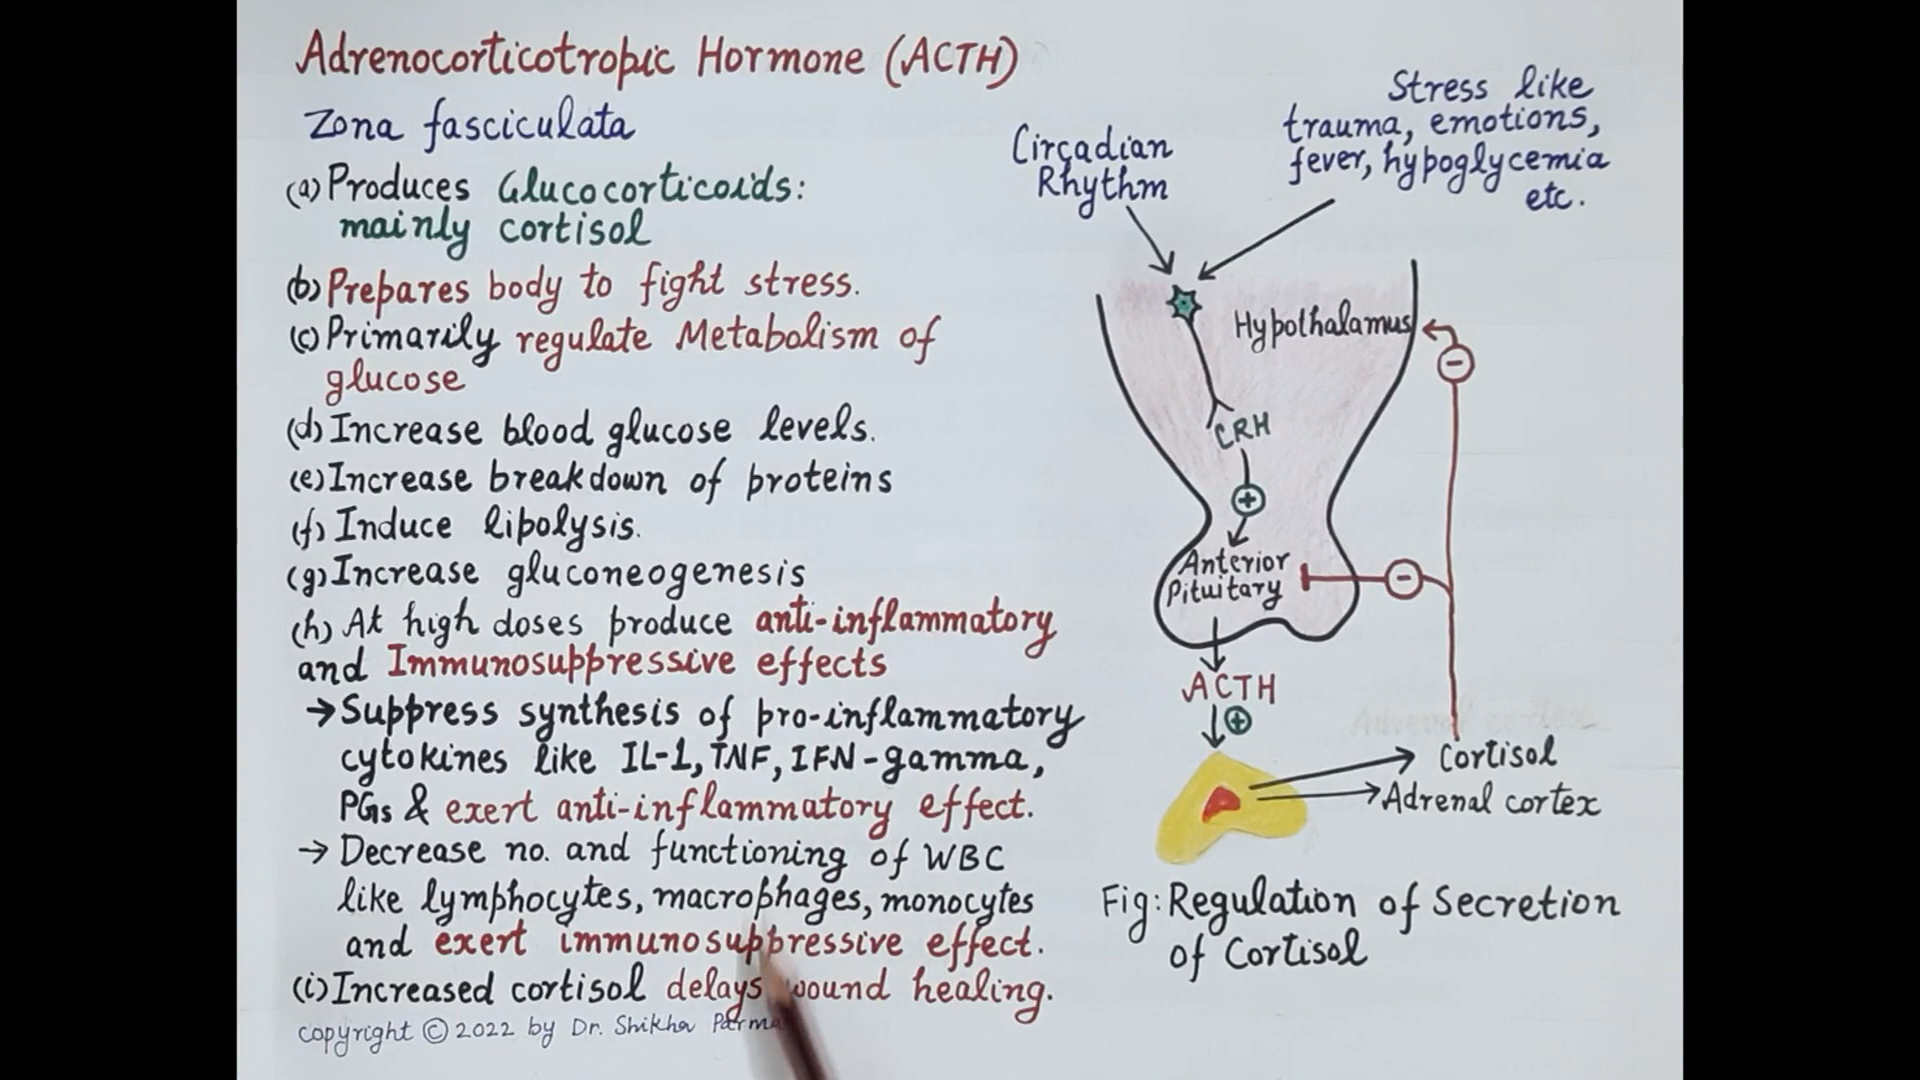 Adrenocorticotropic Hormone (ACTH)
Zona fasciculata
(a) Produces Glucocorticoids:
mainly cortisol
(b) Prepares body to fight stress.
(c) Primarily regulate Metabolism of
glucose
(d) Increase blood glucose levels.
(e) Increase breakdown of proteins
(f) Induce lipolysis.
(g) Increase gluconeogenesis
(h) At high doses produce anti-inflammatory
and Immunosuppressive effects
→ Suppress synthesis of pro-inflammatory
cytokines like IL-1, TNF, IFN-gamma,
PGs & exert anti-inflammatory effect.
→ Decrease no. and functioning of WBC
like lymphocytes, macrophages, monocytes
and exert immunosuppressive effect.
(i) Increased cortisol delays wound healing.
copyright © 2022 by Dr. Shikha
Circadian
Rhythm
Stress like
trauma, emotions,
fever, hypoglycemia
etc.
Hypothalamus
CRH
+
Anterior
Pituitary
-
-
ACTH
+
Cortisol
Adrenal cortex
Fig: Regulation of Secretion
of Cortisol